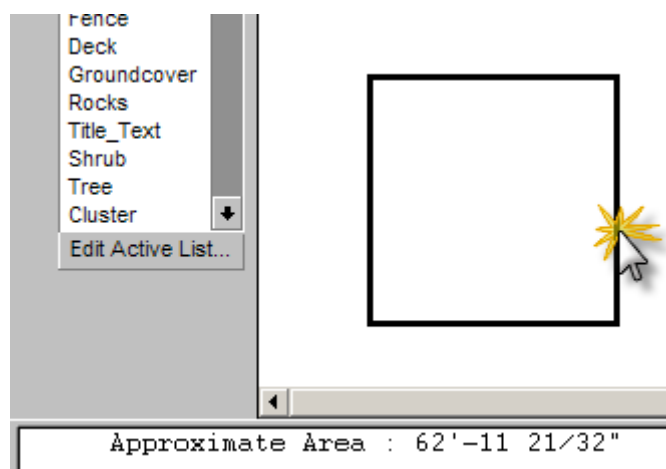 Fence
Deck
Groundcover
Rocks
Title_Text
Shrub
Tree
Cluster
Edit Active List...
Approximate Area : 62'-11 21/32"